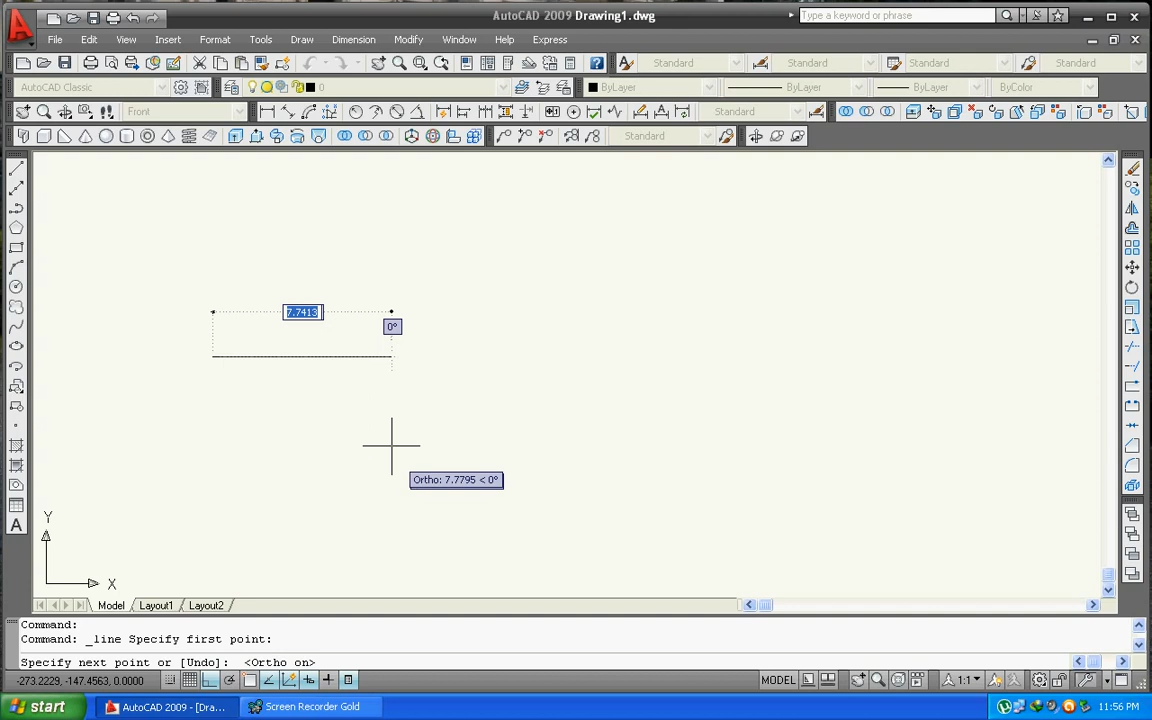 AutoCAD 2009 Drawing1.dwg
Type a keyword or phrase
File Edit View Insert Format Tools Draw Dimension Modify Window Help Express
Standard Standard Standard Standard
AutoCAD Classic 0 ByLayer ByLayer ByLayer ByColor
Front Standard
Standard
7.7413
0°
Ortho: 7.7795 < 0°
Y
X
Model Layout1 Layout2
Command:
Command: _line Specify first point:
Specify next point or [Undo]: <Ortho on>
-273.2229, -147.4563, 0.0000 MODEL 1:1
start AutoCAD 2009 - [Dra... Screen Recorder Gold 11:56 PM